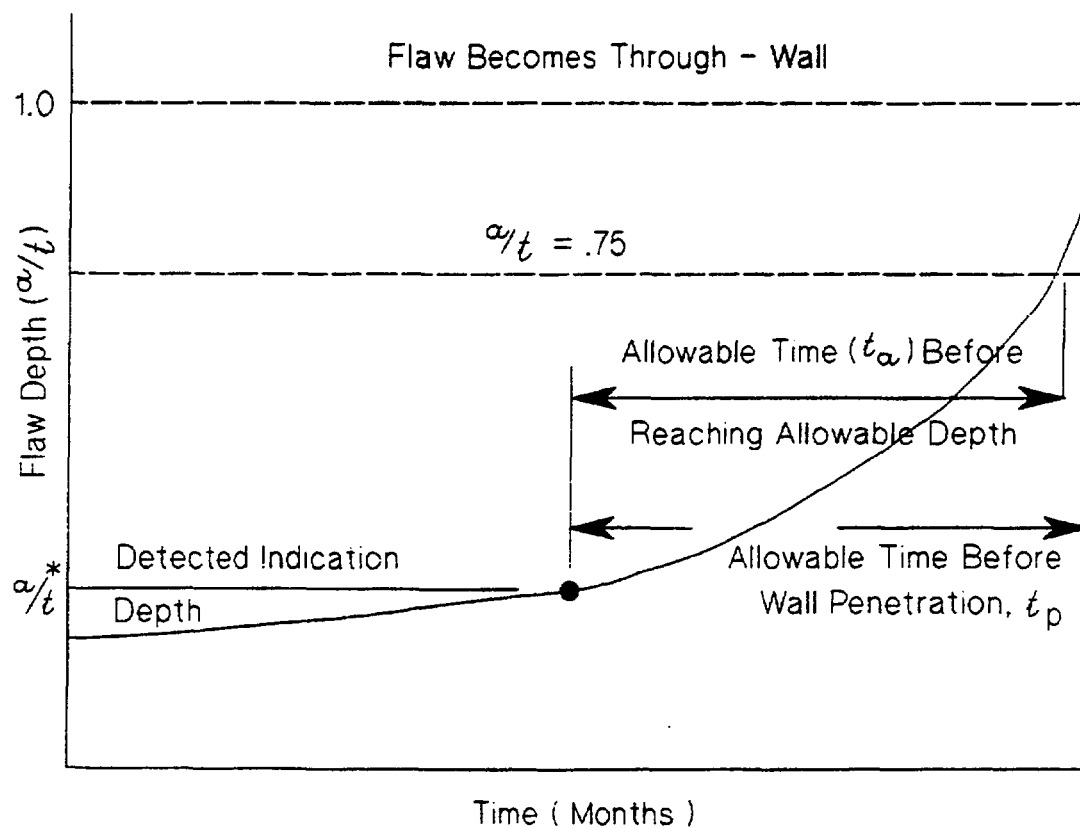 Flaw Becomes Through - Wall
1.0
a/t = .75
Flaw Depth (a/t)
Allowable Time (ta) Before
Reaching Allowable Depth
Detected Indication
Depth
a/t*
Allowable Time Before
Wall Penetration, tp
Time ( Months )